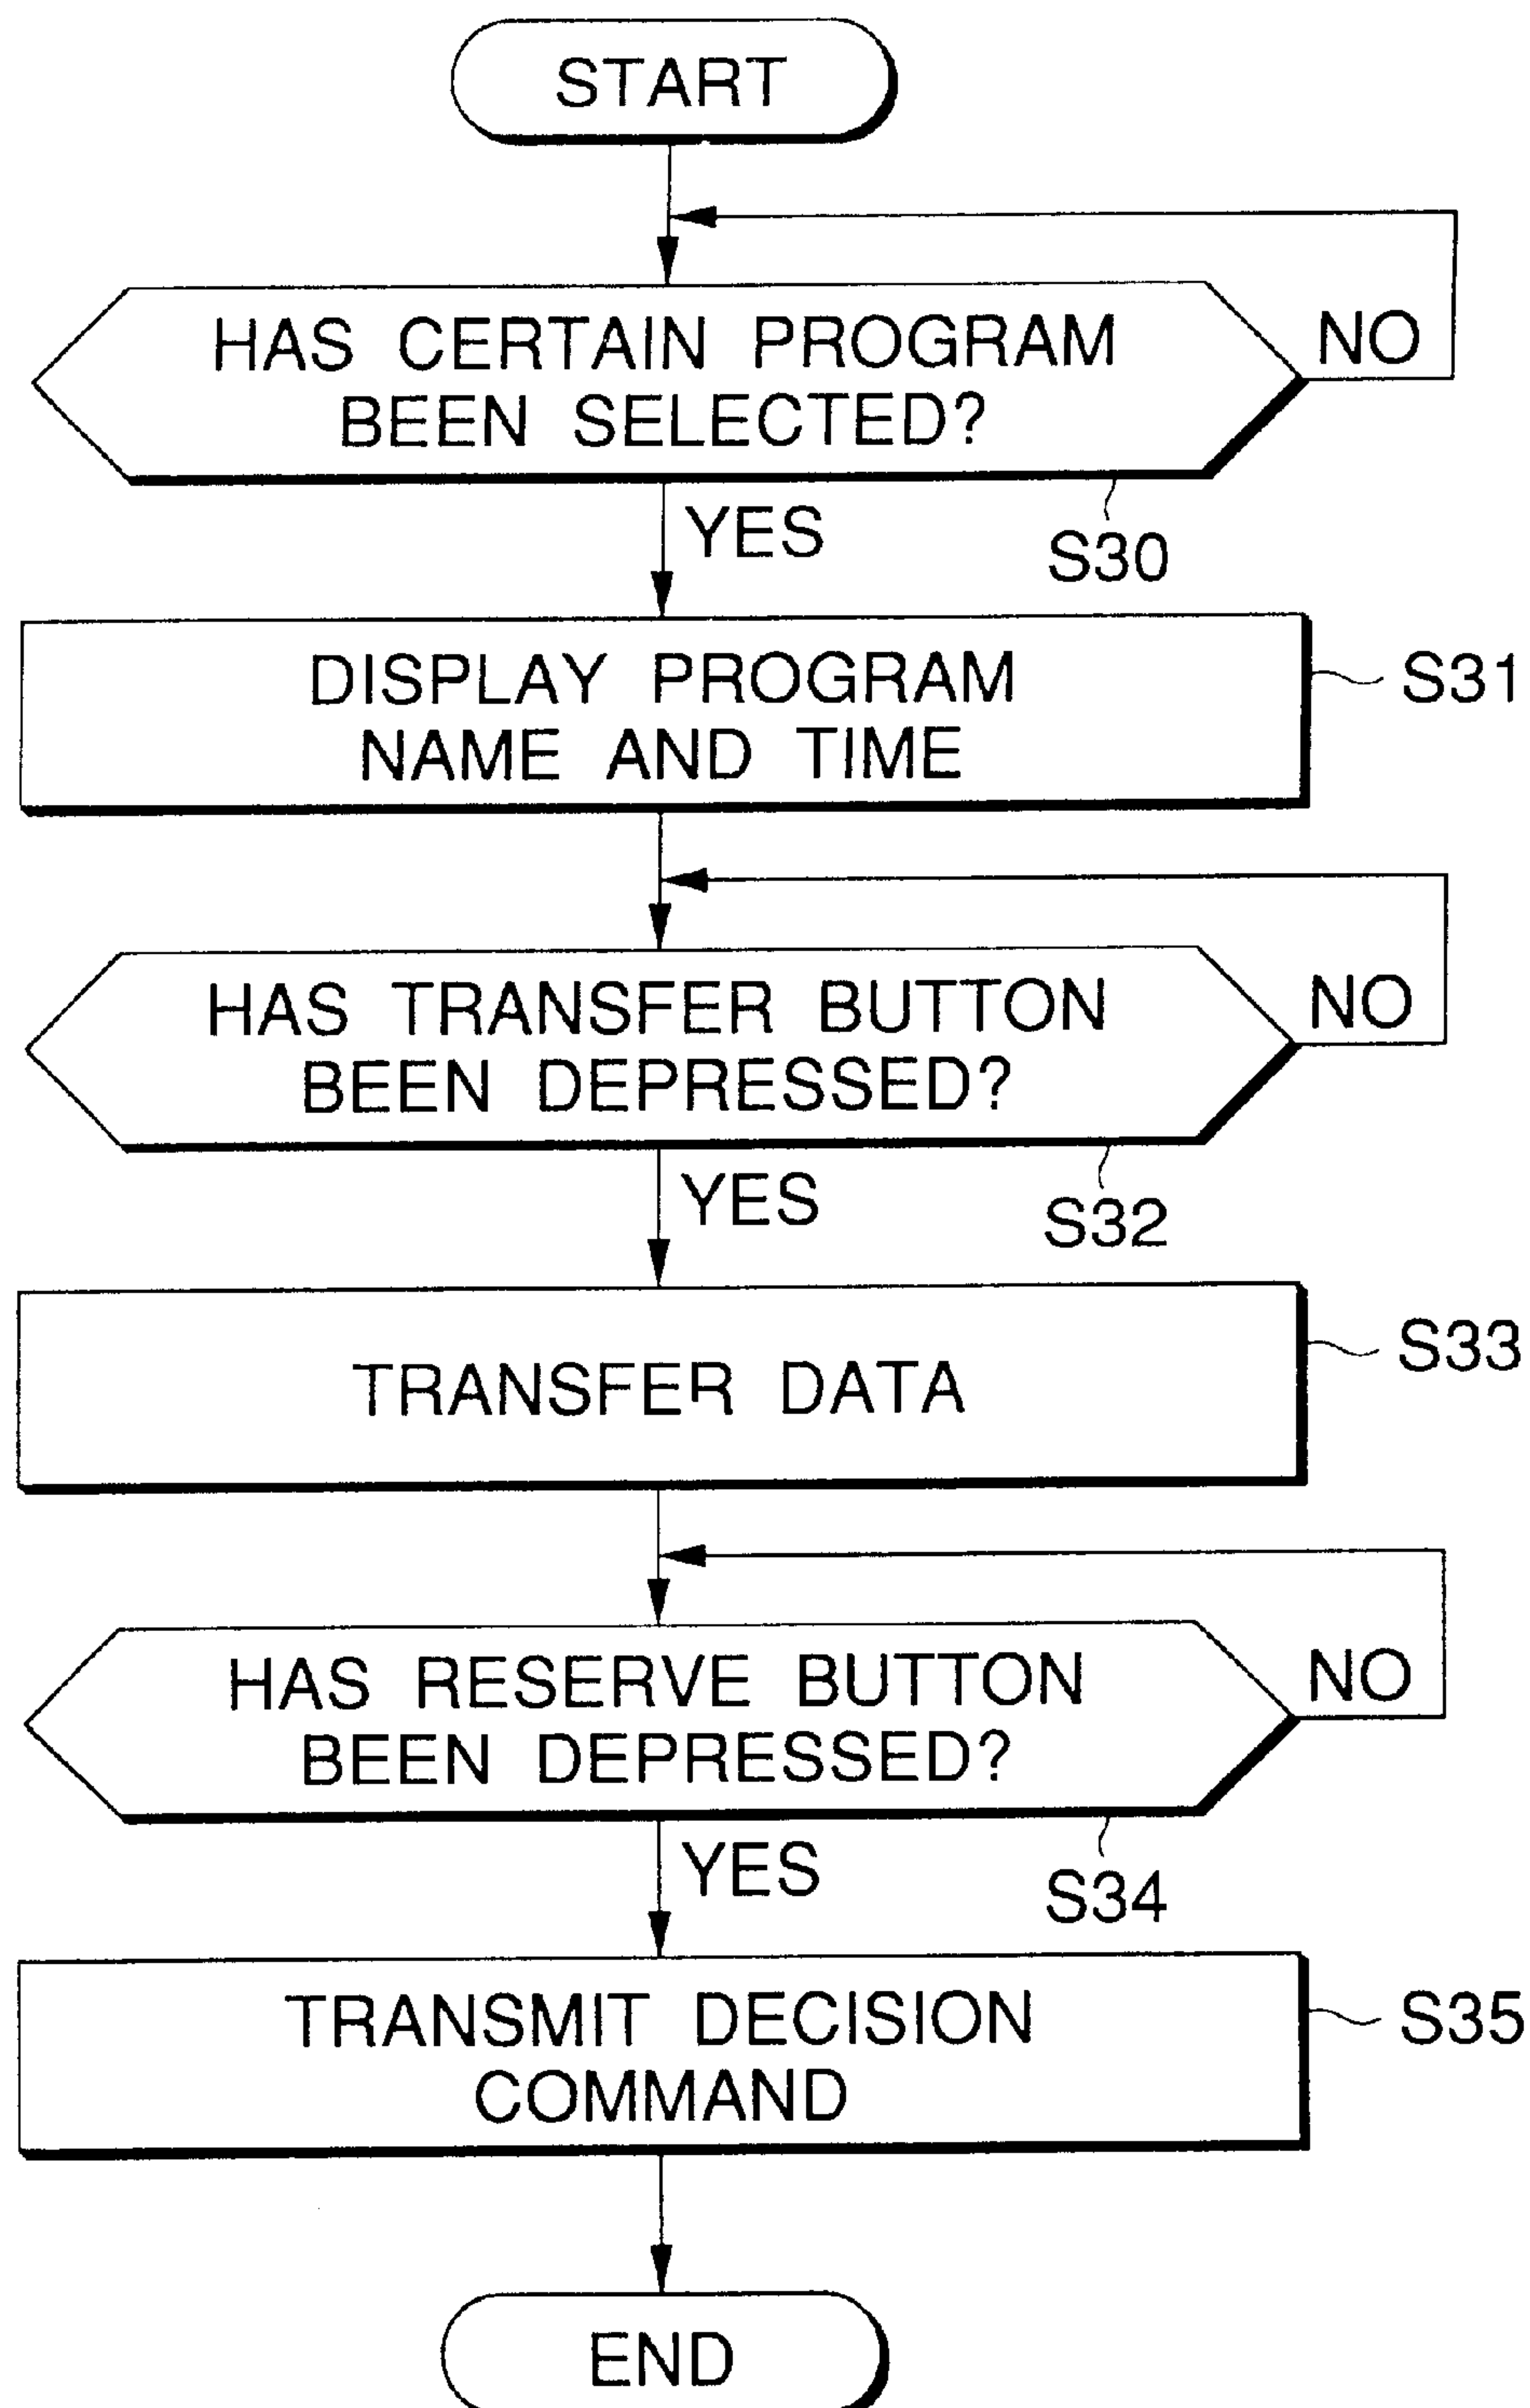 START
HAS CERTAIN PROGRAM
BEEN SELECTED?
NO
YES
S30
DISPLAY PROGRAM
NAME AND TIME
S31
HAS TRANSFER BUTTON
BEEN DEPRESSED?
NO
YES
S32
TRANSFER DATA
S33
HAS RESERVE BUTTON
BEEN DEPRESSED?
NO
YES
S34
TRANSMIT DECISION
COMMAND
S35
END